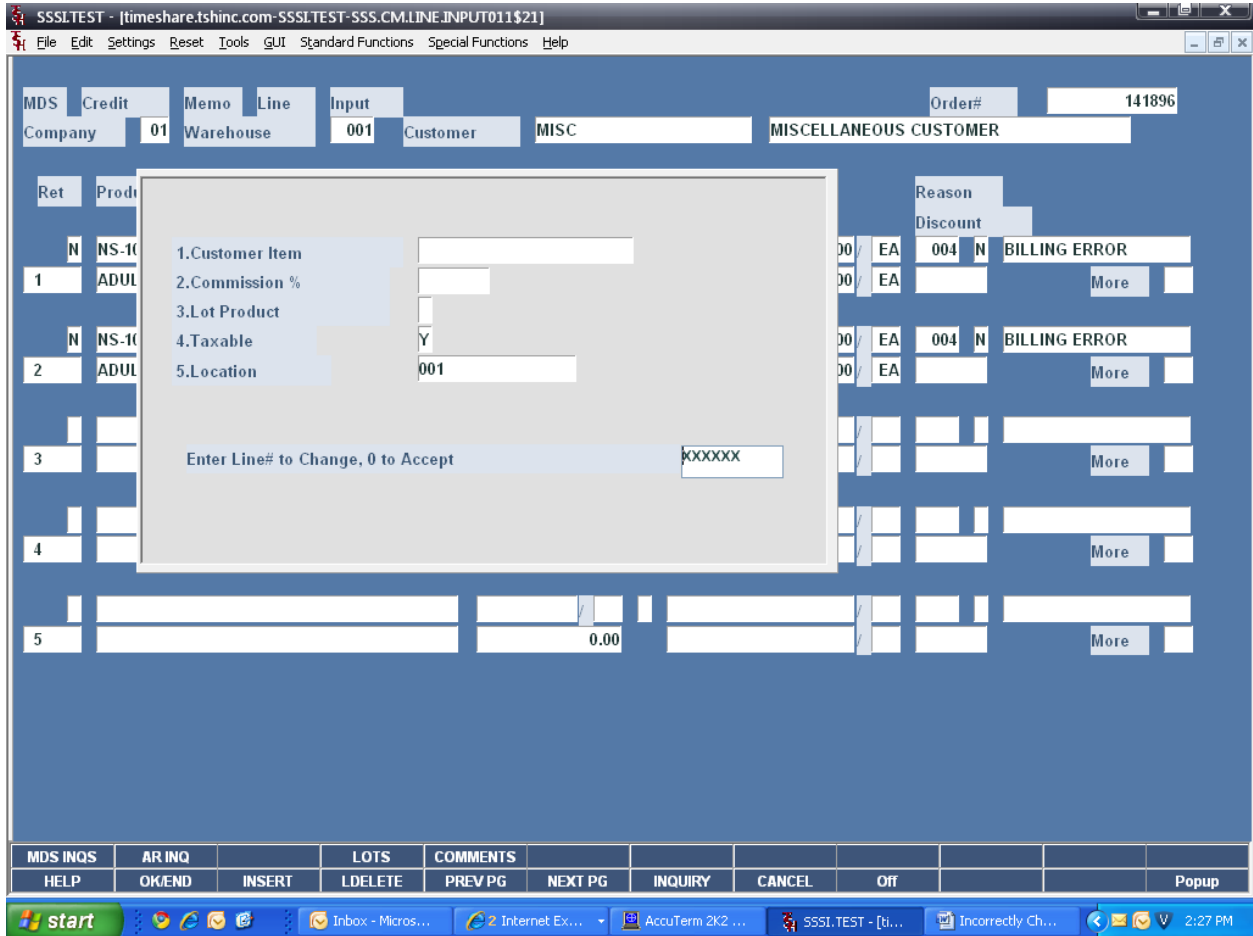 SSSI.TEST - [timeshare.tshinc.com-SSSI.TEST-SSS.CM.LINE.INPUT011$21]
File Edit Settings Reset Tools GUI Standard Functions Special Functions Help
MDS Credit Memo Line Input Order# 141896
Company 01 Warehouse 001 Customer MISC MISCELLANEOUS CUSTOMER
Ret Reason
Discount
N NS-10 00 / EA 004 N BILLING ERROR
1 ADUL 00 / EA More
N NS-10 00 / EA 004 N BILLING ERROR
2 ADUL 00 / EA More
1.Customer Item
2.Commission %
3.Lot Product
4.Taxable Y
5.Location 001
Enter Line# to Change, 0 to Accept XXXXXX
/
3 / More
/
4 / More
/ /
5 0.00 / More
MDS INQS AR INQ LOTS COMMENTS
HELP OK/END INSERT LDELETE PREV PG NEXT PG INQUIRY CANCEL Off Popup
start Inbox - Micros... 2 Internet Ex... AccuTerm 2K2 ... SSSI.TEST - [ti... Incorrectly Ch... V 2:27 PM